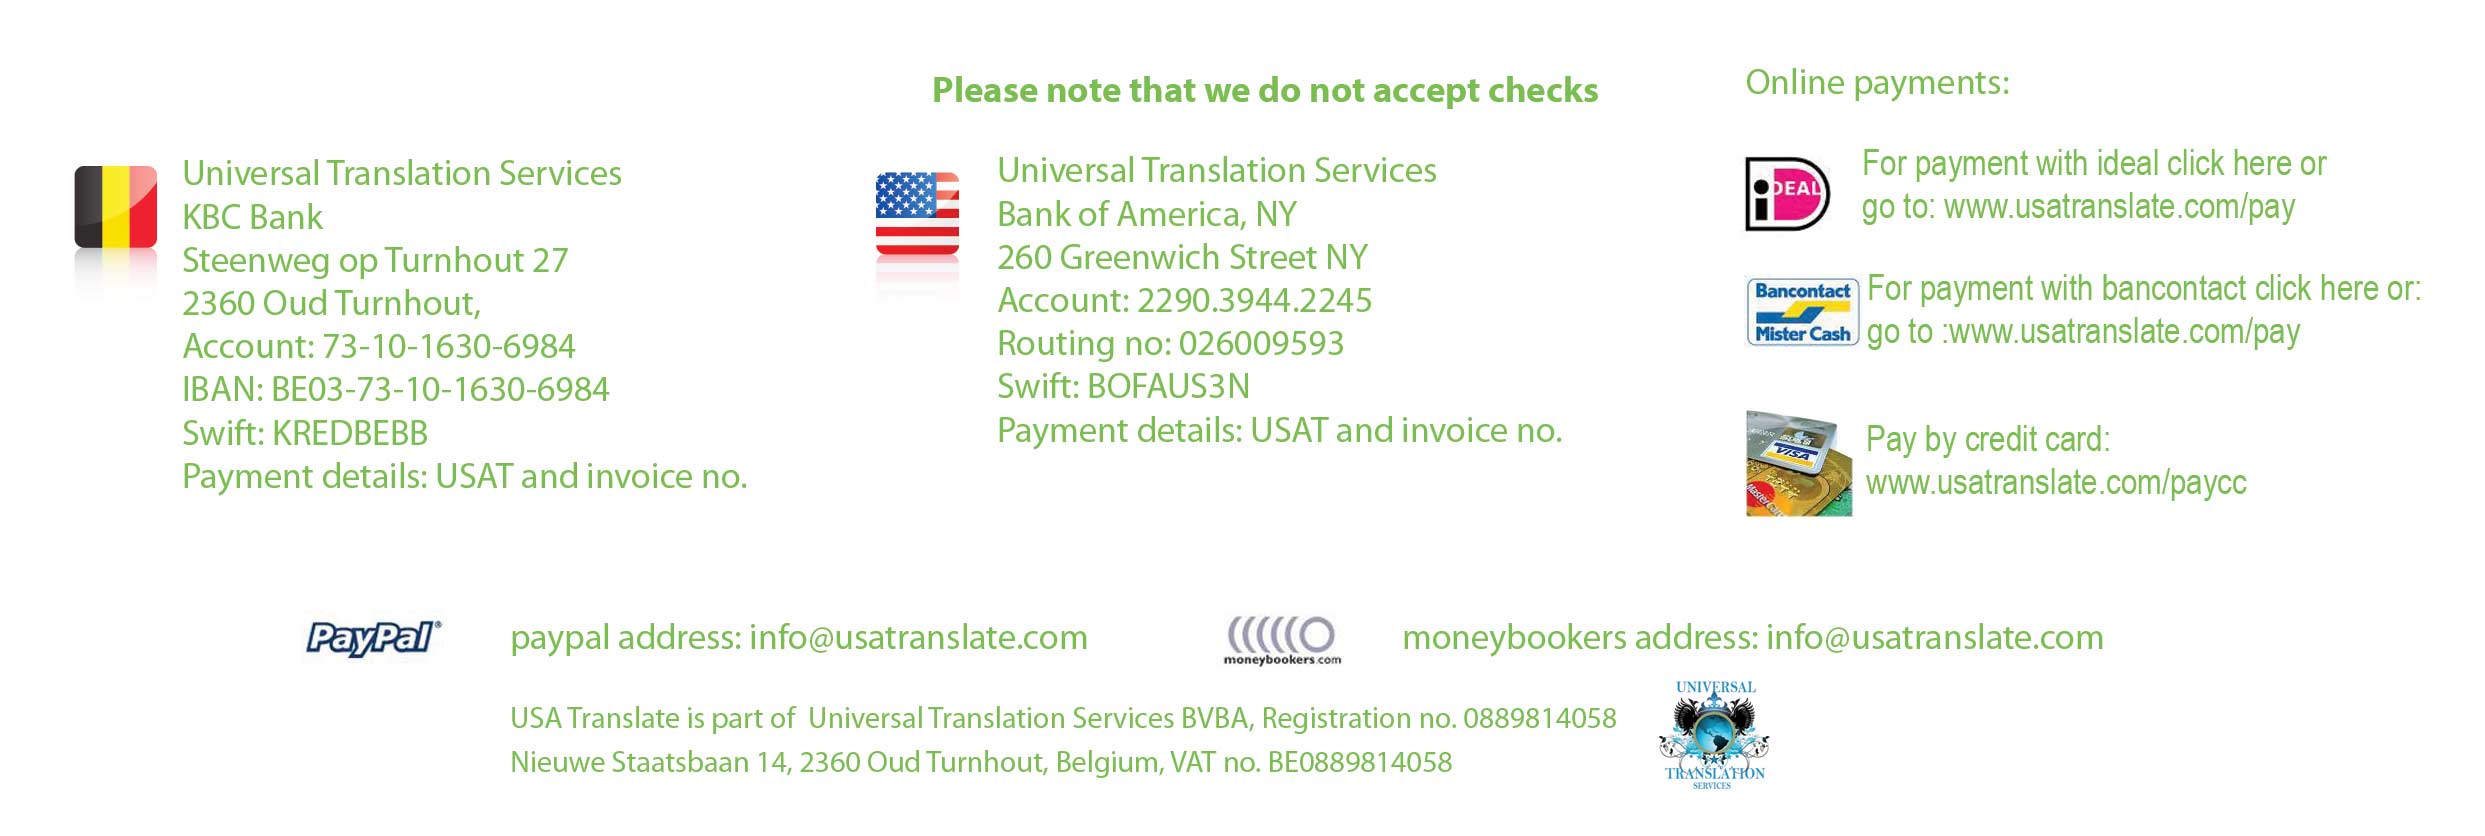 Please note that we do not accept checks
Universal Translation Services
KBC Bank
Steenweg op Turnhout 27
2360 Oud Turnhout,
Account: 73-10-1630-6984
IBAN: BE03-73-10-1630-6984
Swift: KREDBEBB
Payment details: USAT and invoice no.
Universal Translation Services
Bank of America, NY
260 Greenwich Street NY
Account: 2290.3944.2245
Routing no: 026009593
Swift: BOFAUS3N
Payment details: USAT and invoice no.
Online payments:
iDEAL
For payment with ideal click here or
go to: www.usatranslate.com/pay
Bancontact
Mister Cash
For payment with bancontact click here or:
go to :www.usatranslate.com/pay
VISA
MasterCard
Pay by credit card:
www.usatranslate.com/paycc
PayPal®
paypal address: info@usatranslate.com
moneybookers.com
moneybookers address: info@usatranslate.com
USA Translate is part of Universal Translation Services BVBA, Registration no. 0889814058
Nieuwe Staatsbaan 14, 2360 Oud Turnhout, Belgium, VAT no. BE0889814058
UNIVERSAL
TRANSLATION
SERVICES